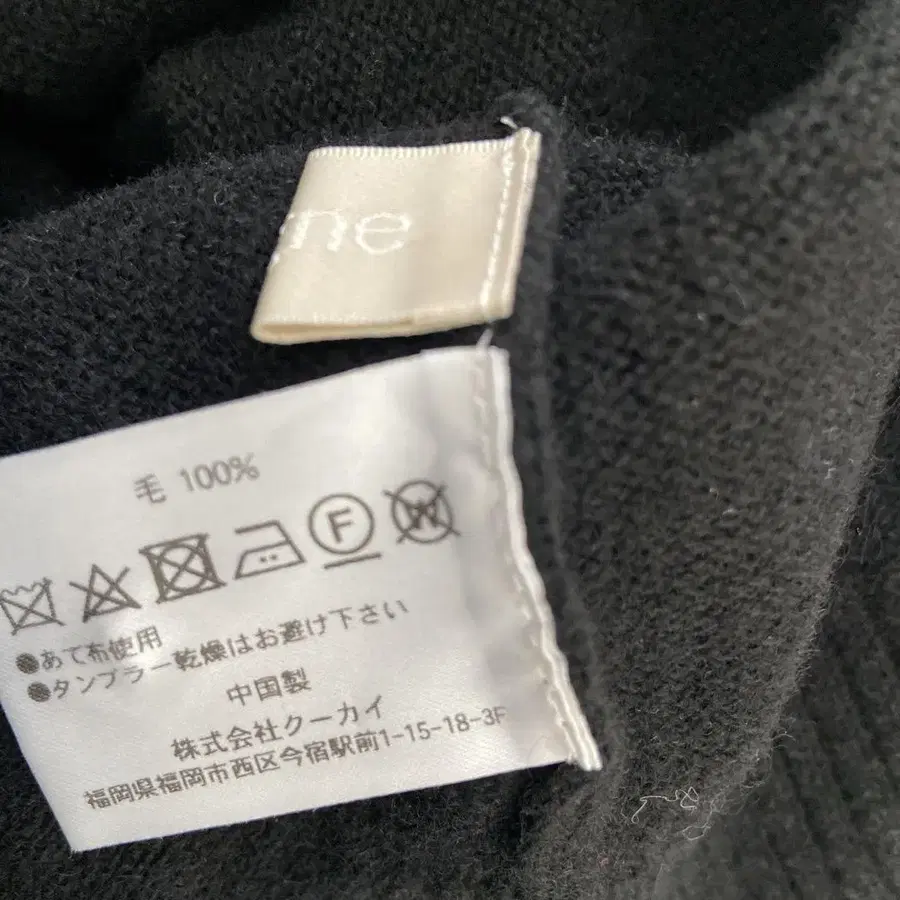 ne
毛 100%
F W
●あて布使用
●タンブラー乾燥はお避け下さい
中国製
株式会社クーカイ
福岡県福岡市西区今宿駅前1-15-18-3F